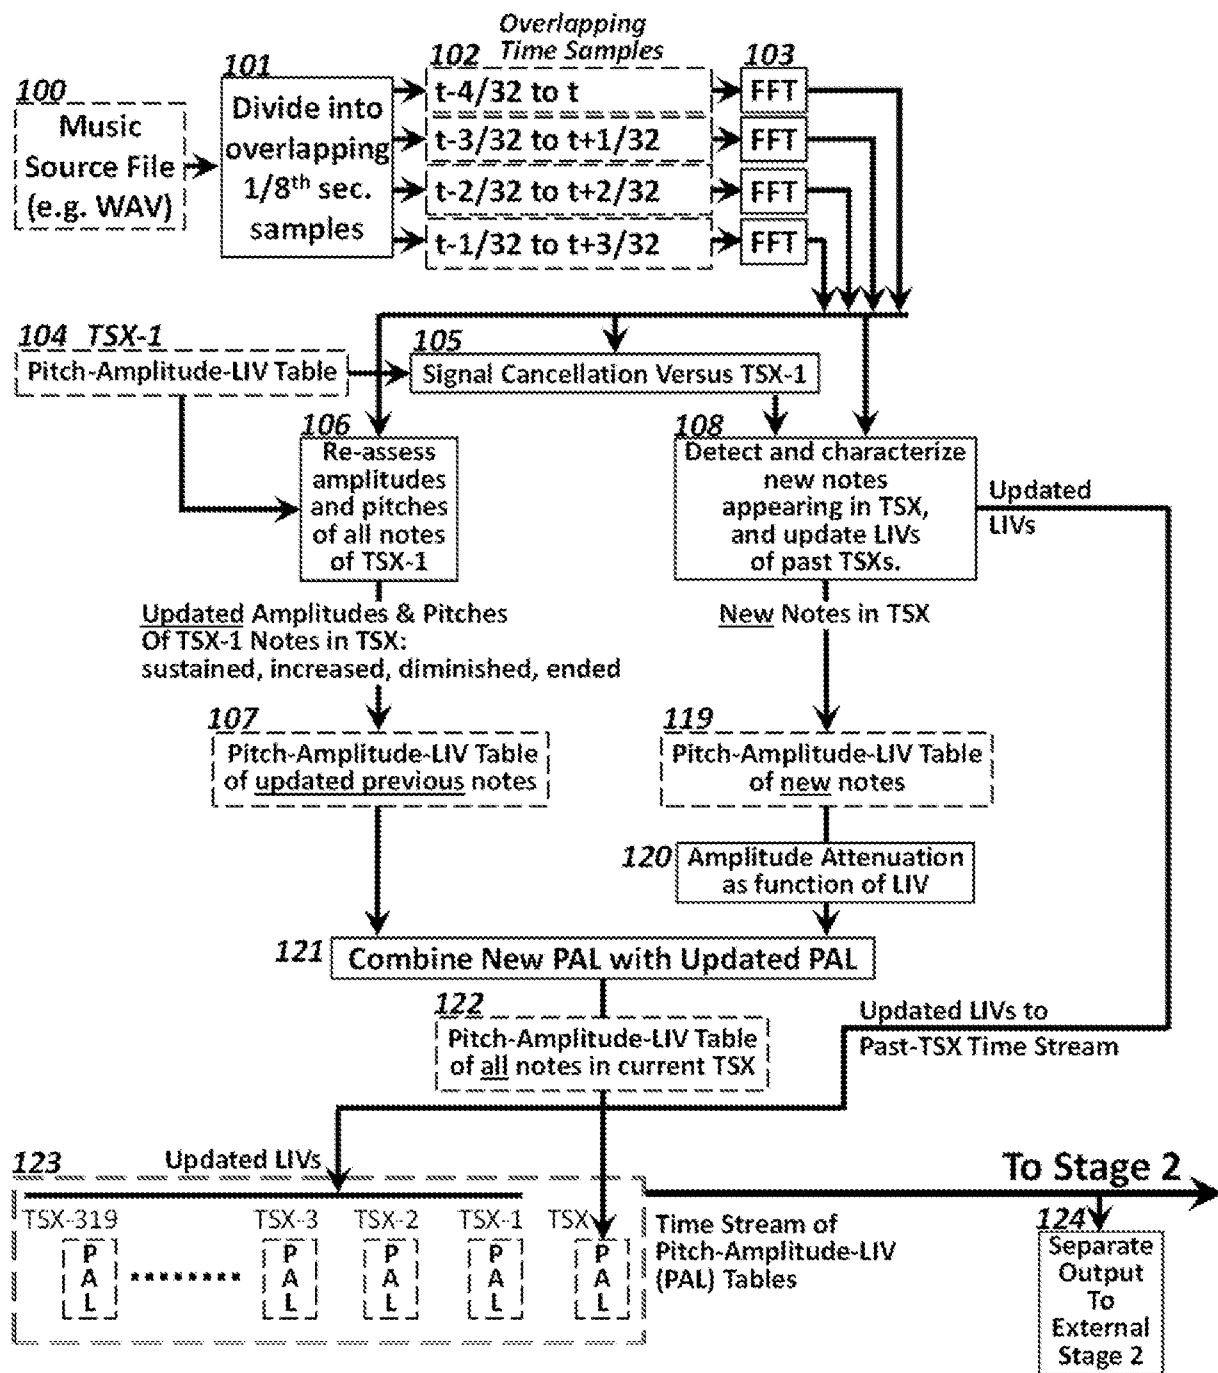 Overlapping
Time Samples
100
Music
Source File
(e.g. WAV)
101
Divide into
overlapping
1/8th sec.
samples
102
t-4/32 to t
t-3/32 to t+1/32
t-2/32 to t+2/32
t-1/32 to t+3/32
103
FFT
FFT
FFT
FFT
104 TSX-1
Pitch-Amplitude-LIV Table
105
Signal Cancellation Versus TSX-1
106
Re-assess
amplitudes
and pitches
of all notes
of TSX-1
108
Detect and characterize
new notes
appearing in TSX,
and update LIVs
of past TSXs.
Updated
LIVs
Updated Amplitudes & Pitches
Of TSX-1 Notes in TSX:
sustained, increased, diminished, ended
New Notes in TSX
107
Pitch-Amplitude-LIV Table
of updated previous notes
119
Pitch-Amplitude-LIV Table
of new notes
120
Amplitude Attenuation
as function of LIV
121
Combine New PAL with Updated PAL
122
Pitch-Amplitude-LIV Table
of all notes in current TSX
Updated LIVs to
Past-TSX Time Stream
123
Updated LIVs
TSX-319
TSX-3
TSX-2
TSX-1
TSX
P
A
L
P
A
L
P
A
L
P
A
L
P
A
L
Time Stream of
Pitch-Amplitude-LIV
(PAL) Tables
To Stage 2
124
Separate
Output
To
External
Stage 2